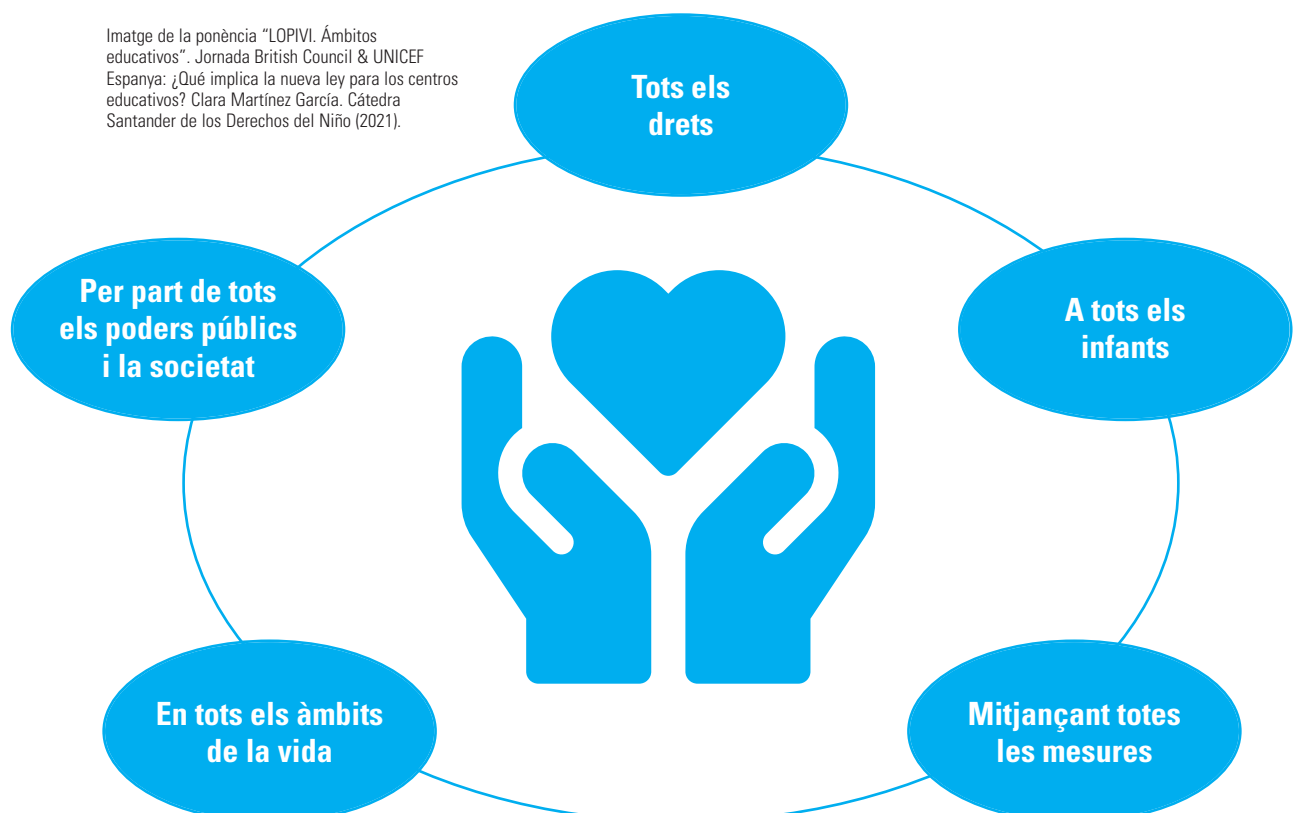 Imatge de la ponència “LOPIVI. Ámbitos
educativos”. Jornada British Council & UNICEF
Espanya: ¿Qué implica la nueva ley para los centros
educativos? Clara Martínez García. Cátedra
Santander de los Derechos del Niño (2021).
Tots els
drets
Per part de tots
els poders públics
i la societat
A tots els
infants
En tots els àmbits
de la vida
Mitjançant totes
les mesures